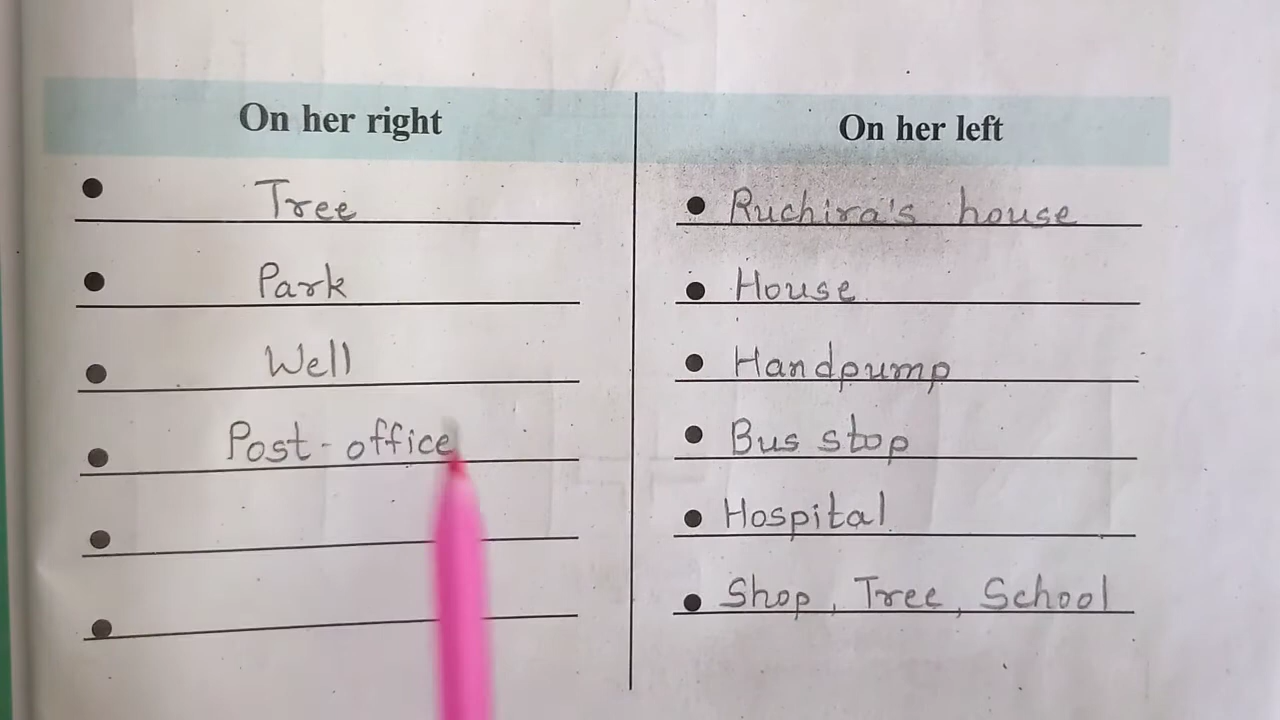 On her right
On her left
Tree
Ruchira's house
Park
House
Well
Handpump
Post-office
Bus stop
Hospital
Shop, Tree, School